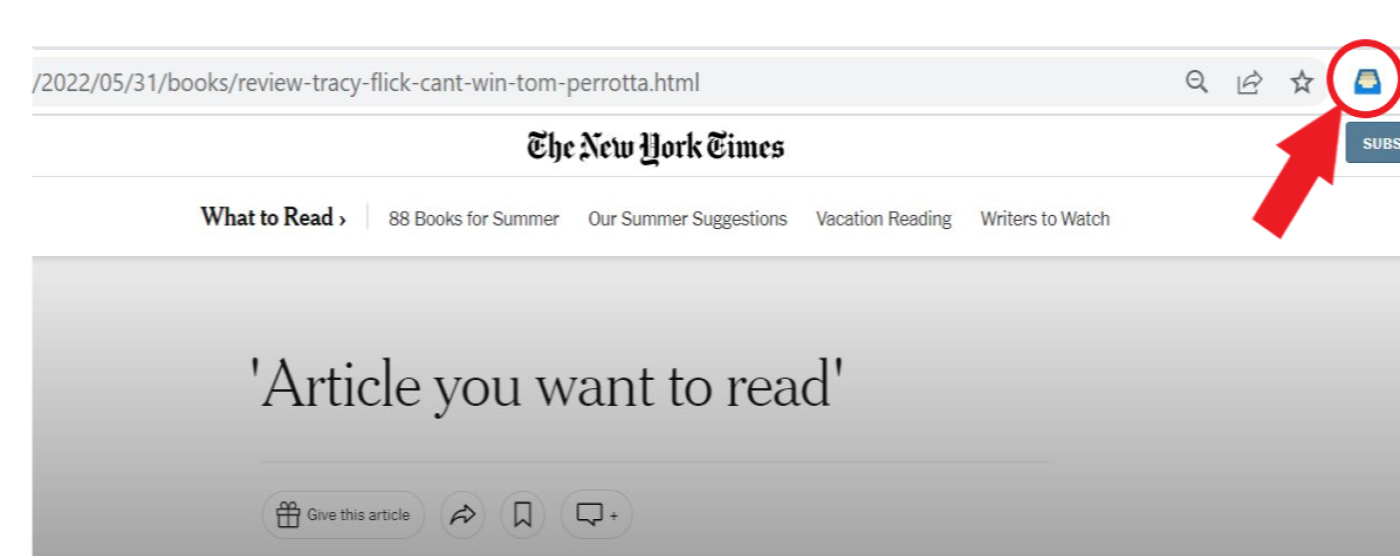 /2022/05/31/books/review-tracy-flick-cant-win-tom-perrotta.html
The New York Times
SUBS
What to Read › 88 Books for Summer Our Summer Suggestions Vacation Reading Writers to Watch
'Article you want to read'
Give this article +